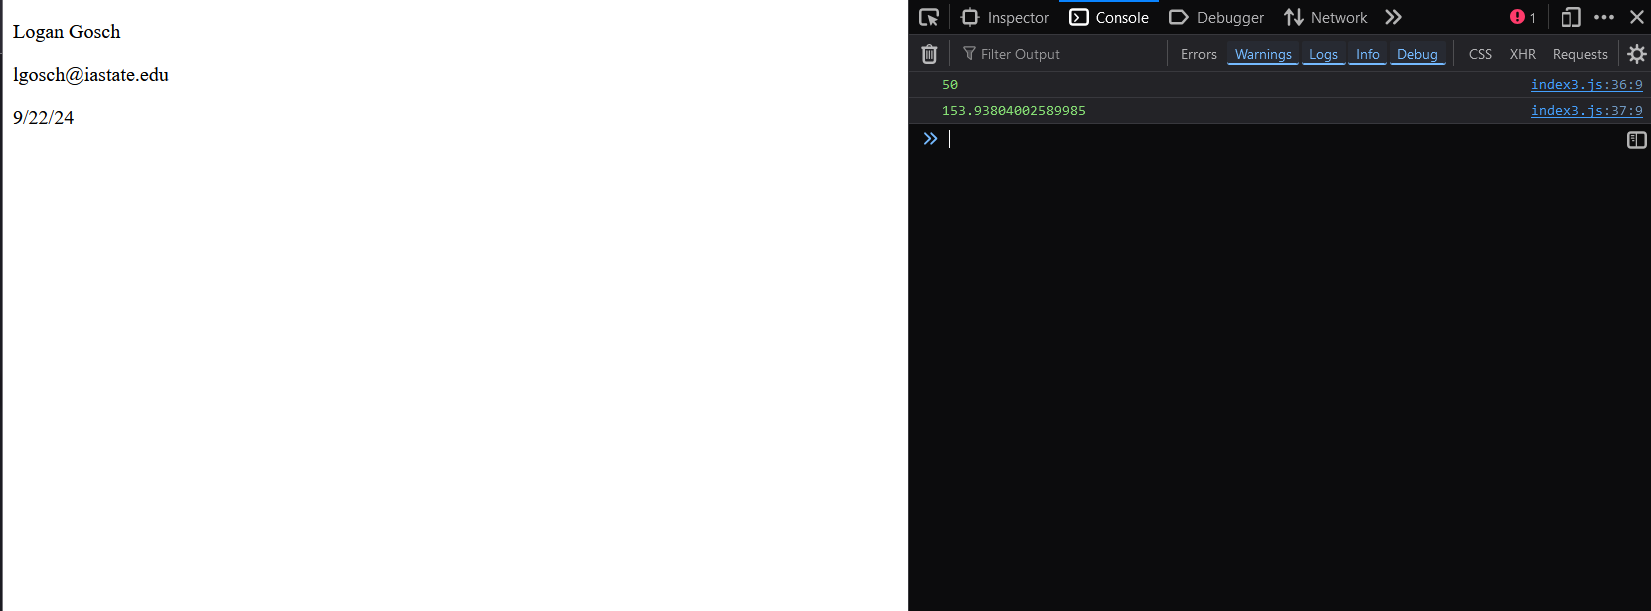 Logan Gosch
lgosch@iastate.edu
9/22/24
Inspector Console Debugger Network 1
Filter Output Errors Warnings Logs Info Debug CSS XHR Requests
50 index3.js:36:9
153.93804002589985 index3.js:37:9